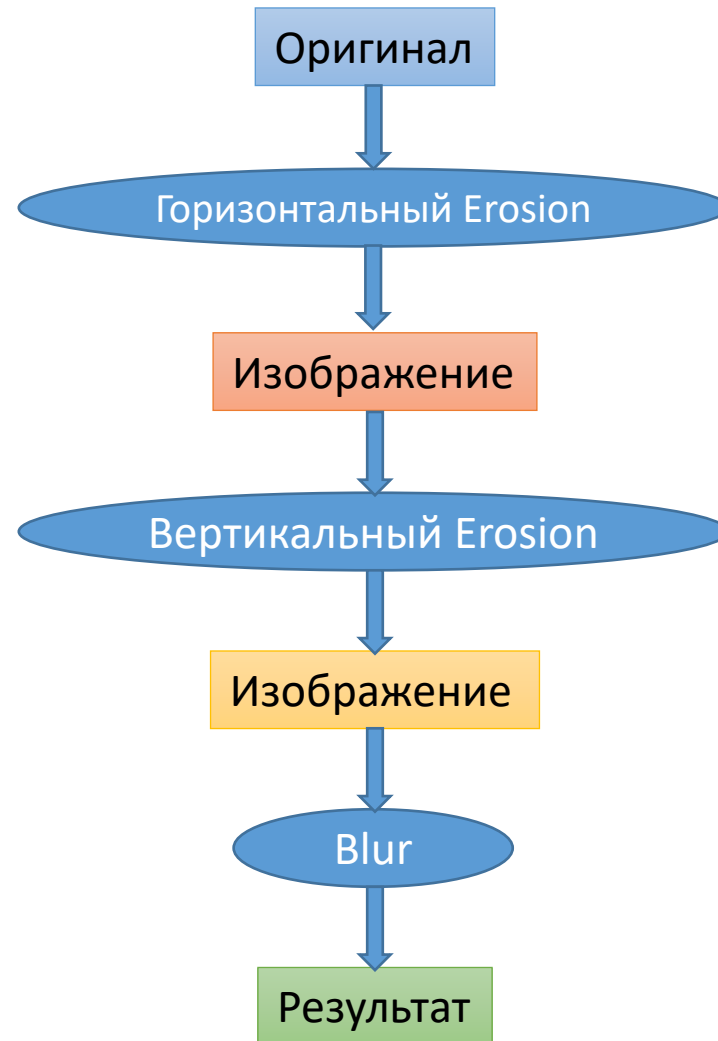 Оригинал
Горизонтальный Erosion
Изображение
Вертикальный Erosion
Изображение
Blur
Результат